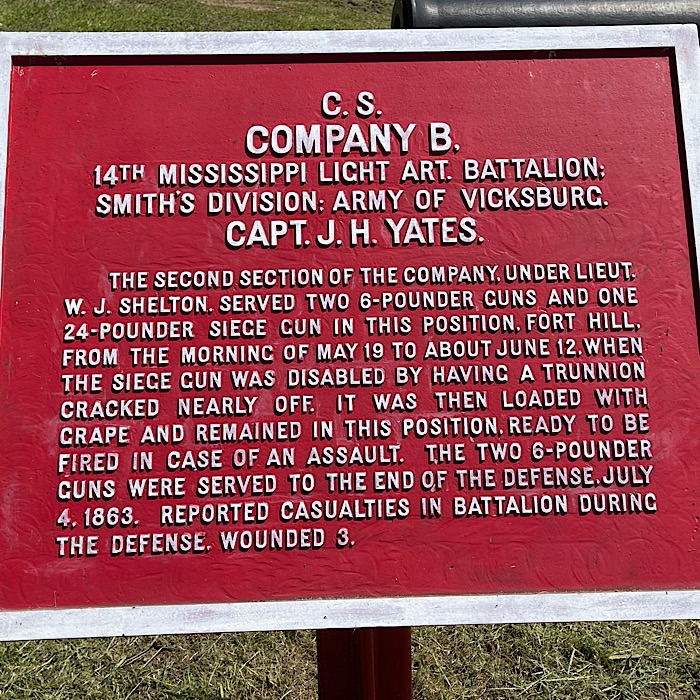 C. S.
COMPANY B,
14TH MISSISSIPPI LIGHT ART. BATTALION;
SMITH'S DIVISION; ARMY OF VICKSBURG.
CAPT. J. H. YATES.
THE SECOND SECTION OF THE COMPANY, UNDER LIEUT.
W. J. SHELTON, SERVED TWO 6-POUNDER GUNS AND ONE
24-POUNDER SIEGE GUN IN THIS POSITION, FORT HILL,
FROM THE MORNING OF MAY 19 TO ABOUT JUNE 12, WHEN
THE SIEGE GUN WAS DISABLED BY HAVING A TRUNNION
CRACKED NEARLY OFF. IT WAS THEN LOADED WITH
GRAPE AND REMAINED IN THIS POSITION, READY TO BE
FIRED IN CASE OF AN ASSAULT. THE TWO 6-POUNDER
GUNS WERE SERVED TO THE END OF THE DEFENSE, JULY
4, 1863. REPORTED CASUALTIES IN BATTALION DURING
THE DEFENSE, WOUNDED 3.